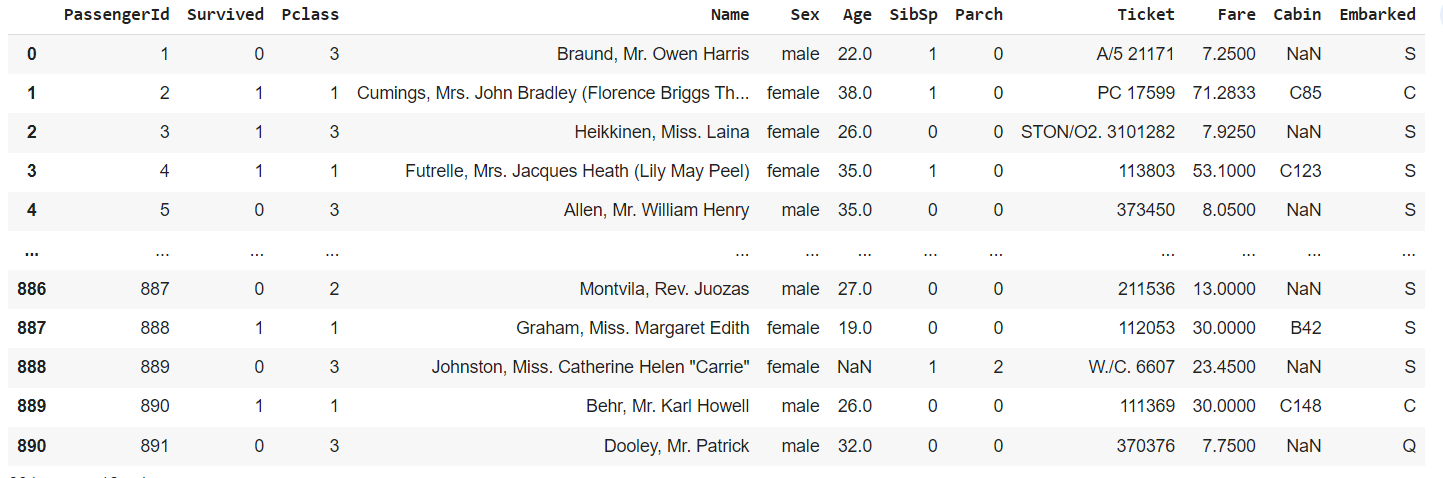 PassengerId Survived Pclass Name Sex Age SibSp Parch Ticket Fare Cabin Embarked
0 1 0 3 Braund, Mr. Owen Harris male 22.0 1 0 A/5 21171 7.2500 NaN S
1 2 1 1 Cumings, Mrs. John Bradley (Florence Briggs Th... female 38.0 1 0 PC 17599 71.2833 C85 C
2 3 1 3 Heikkinen, Miss. Laina female 26.0 0 0 STON/O2. 3101282 7.9250 NaN S
3 4 1 1 Futrelle, Mrs. Jacques Heath (Lily May Peel) female 35.0 1 0 113803 53.1000 C123 S
4 5 0 3 Allen, Mr. William Henry male 35.0 0 0 373450 8.0500 NaN S
... ... ... ... ... ... ... ... ... ... ... ... ...
886 887 0 2 Montvila, Rev. Juozas male 27.0 0 0 211536 13.0000 NaN S
887 888 1 1 Graham, Miss. Margaret Edith female 19.0 0 0 112053 30.0000 B42 S
888 889 0 3 Johnston, Miss. Catherine Helen "Carrie" female NaN 1 2 W./C. 6607 23.4500 NaN S
889 890 1 1 Behr, Mr. Karl Howell male 26.0 0 0 111369 30.0000 C148 C
890 891 0 3 Dooley, Mr. Patrick male 32.0 0 0 370376 7.7500 NaN Q